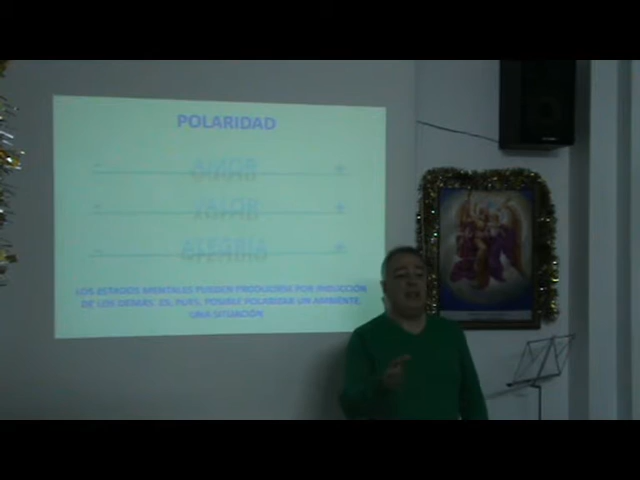 POLARIDAD
- AMOR +
- VALOR +
- ALEGRIA +
LOS ESTADOS MENTALES PUEDEN PRODUCIRSE POR INDUCCIÓN
DE LOS DEMÁS. ES, PUES, POSIBLE POLARIZAR UN AMBIENTE,
UNA SITUACIÓN